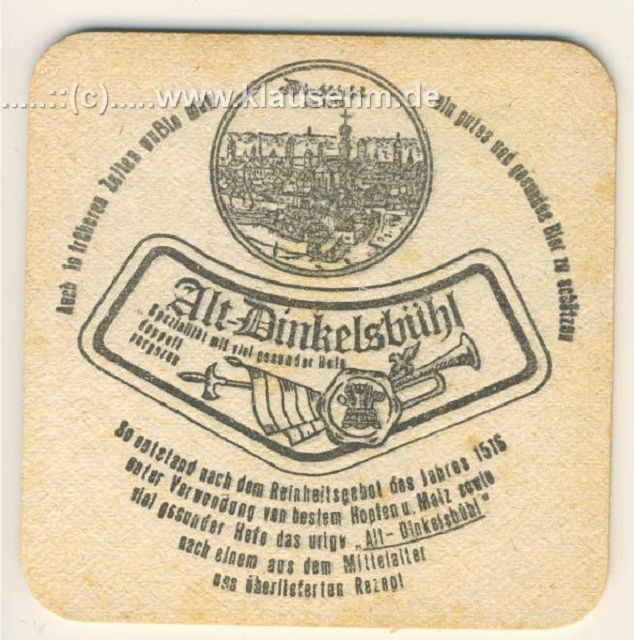 .....::(c).....www.klausehm.de
Auch in früheren Zeiten wußte man ein gutes und gesundes Bier zu schätzen
Alt-Dinkelsbühl
Spezialität mit viel gesunder Hefe
doppelt
vergoren
So entstand nach dem Reinheitsgebot des Jahres 1516
unter Verwendung von bestem Hopfen u. Malz sowie
viel gesunder Hefe das urige „Alt-Dinkelsbühl"
nach einem aus dem Mittelalter
uns überlieferten Rezept